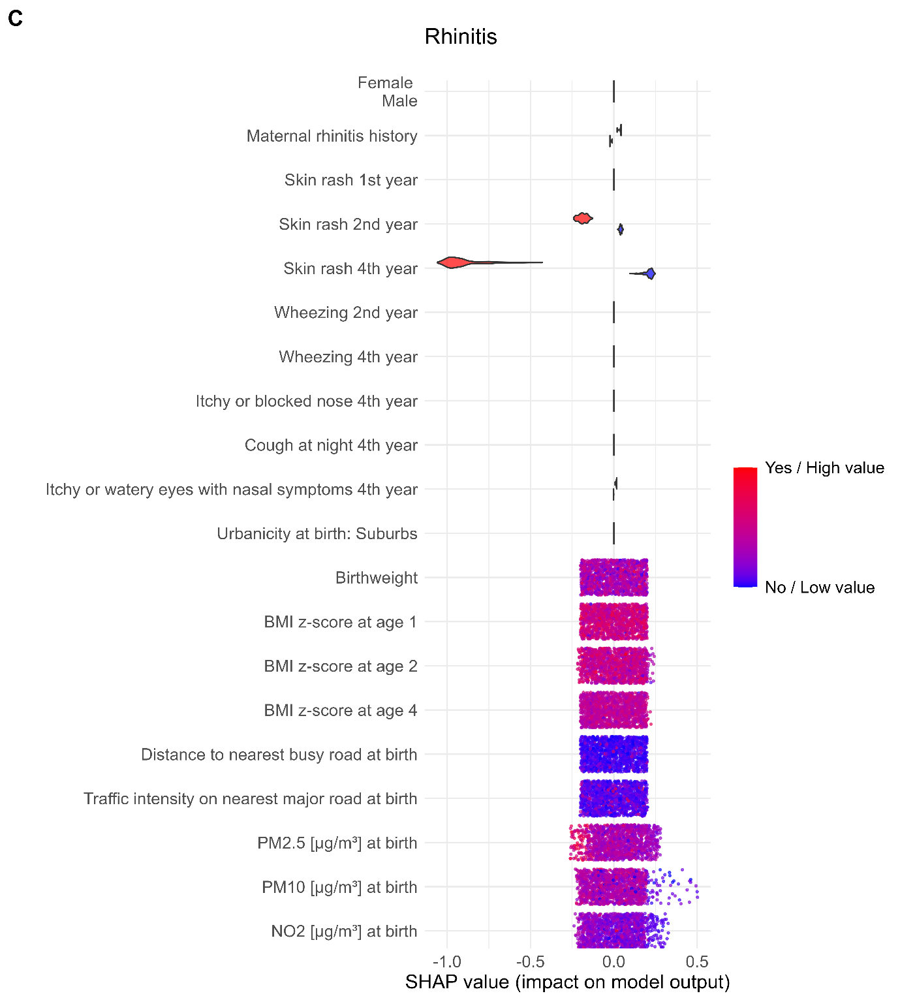 C
Rhinitis
Female
Male
Maternal rhinitis history
Skin rash 1st year
Skin rash 2nd year
Skin rash 4th year
Wheezing 2nd year
Wheezing 4th year
Itchy or blocked nose 4th year
Cough at night 4th year
Itchy or watery eyes with nasal symptoms 4th year
Urbanicity at birth: Suburbs
Birthweight
BMI z-score at age 1
BMI z-score at age 2
BMI z-score at age 4
Distance to nearest busy road at birth
Traffic intensity on nearest major road at birth
PM2.5 [µg/m³] at birth
PM10 [µg/m³] at birth
NO2 [µg/m³] at birth
-1.0 -0.5 0.0 0.5
SHAP value (impact on model output)
Yes / High value
No / Low value